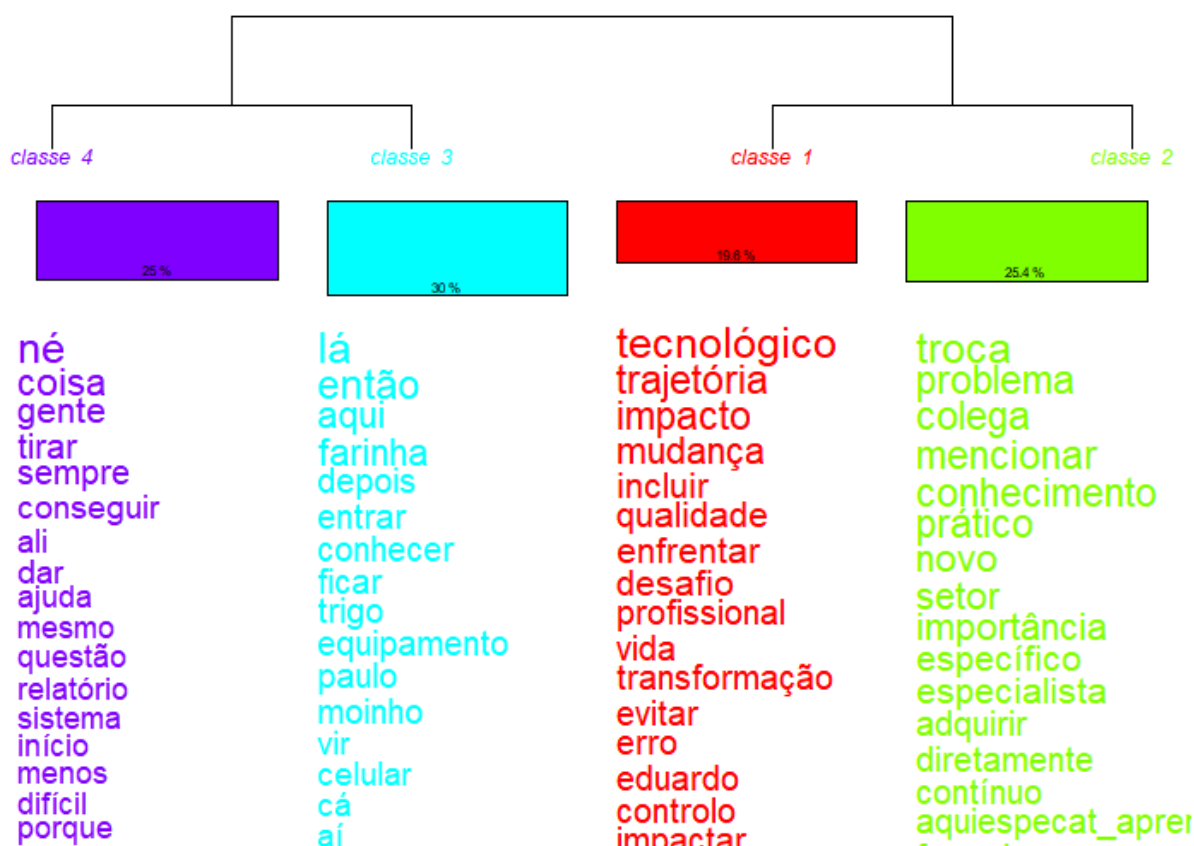 classe 4
classe 3
classe 1
classe 2
25 %
30 %
19.6 %
25.4 %
né
coisa
gente
tirar
sempre
conseguir
ali
dar
ajuda
mesmo
questão
relatório
sistema
início
menos
difícil
porque
lá
então
aqui
farinha
depois
entrar
conhecer
ficar
trigo
equipamento
paulo
moinho
vir
celular
cá
aí
tecnológico
trajetória
impacto
mudança
incluir
qualidade
enfrentar
desafio
profissional
vida
transformação
evitar
erro
eduardo
controlo
impactar
troca
problema
colega
mencionar
conhecimento
prático
novo
setor
importância
específico
especialista
adquirir
diretamente
contínuo
aquiespecat_apren